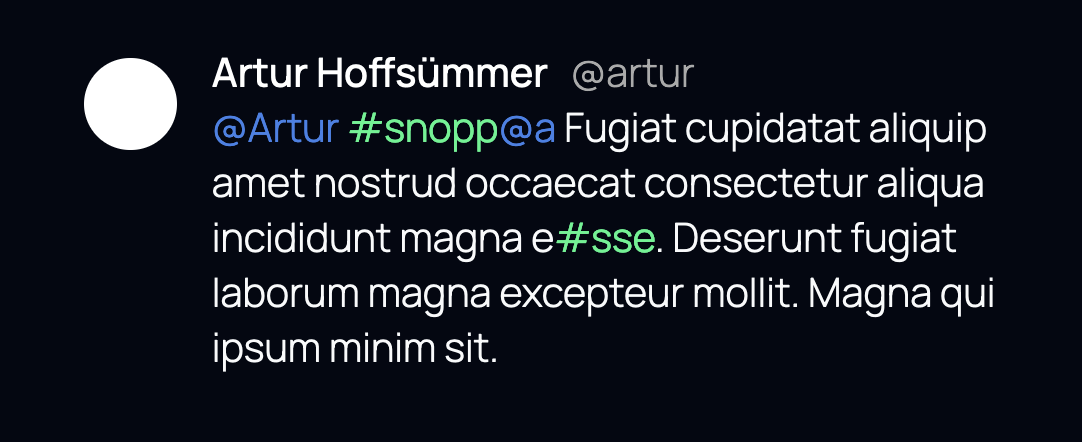 Artur Hoffsümmer @artur
@Artur #snopp@a Fugiat cupidatat aliquip
amet nostrud occaecat consectetur aliqua
incididunt magna e#sse. Deserunt fugiat
laborum magna excepteur mollit. Magna qui
ipsum minim sit.